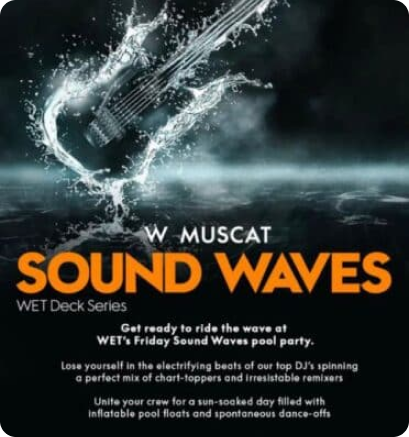 W MUSCAT
SOUND WAVES
WET Deck Series
Get ready to ride the wave at
WET's Friday Sound Waves pool party.
Lose yourself in the electrifying beats of our top DJ's spinning
a perfect mix of chart-toppers and irresistable remixers
Unite your crew for a sun-soaked day filled with
inflatable pool floats and spontaneous dance-offs